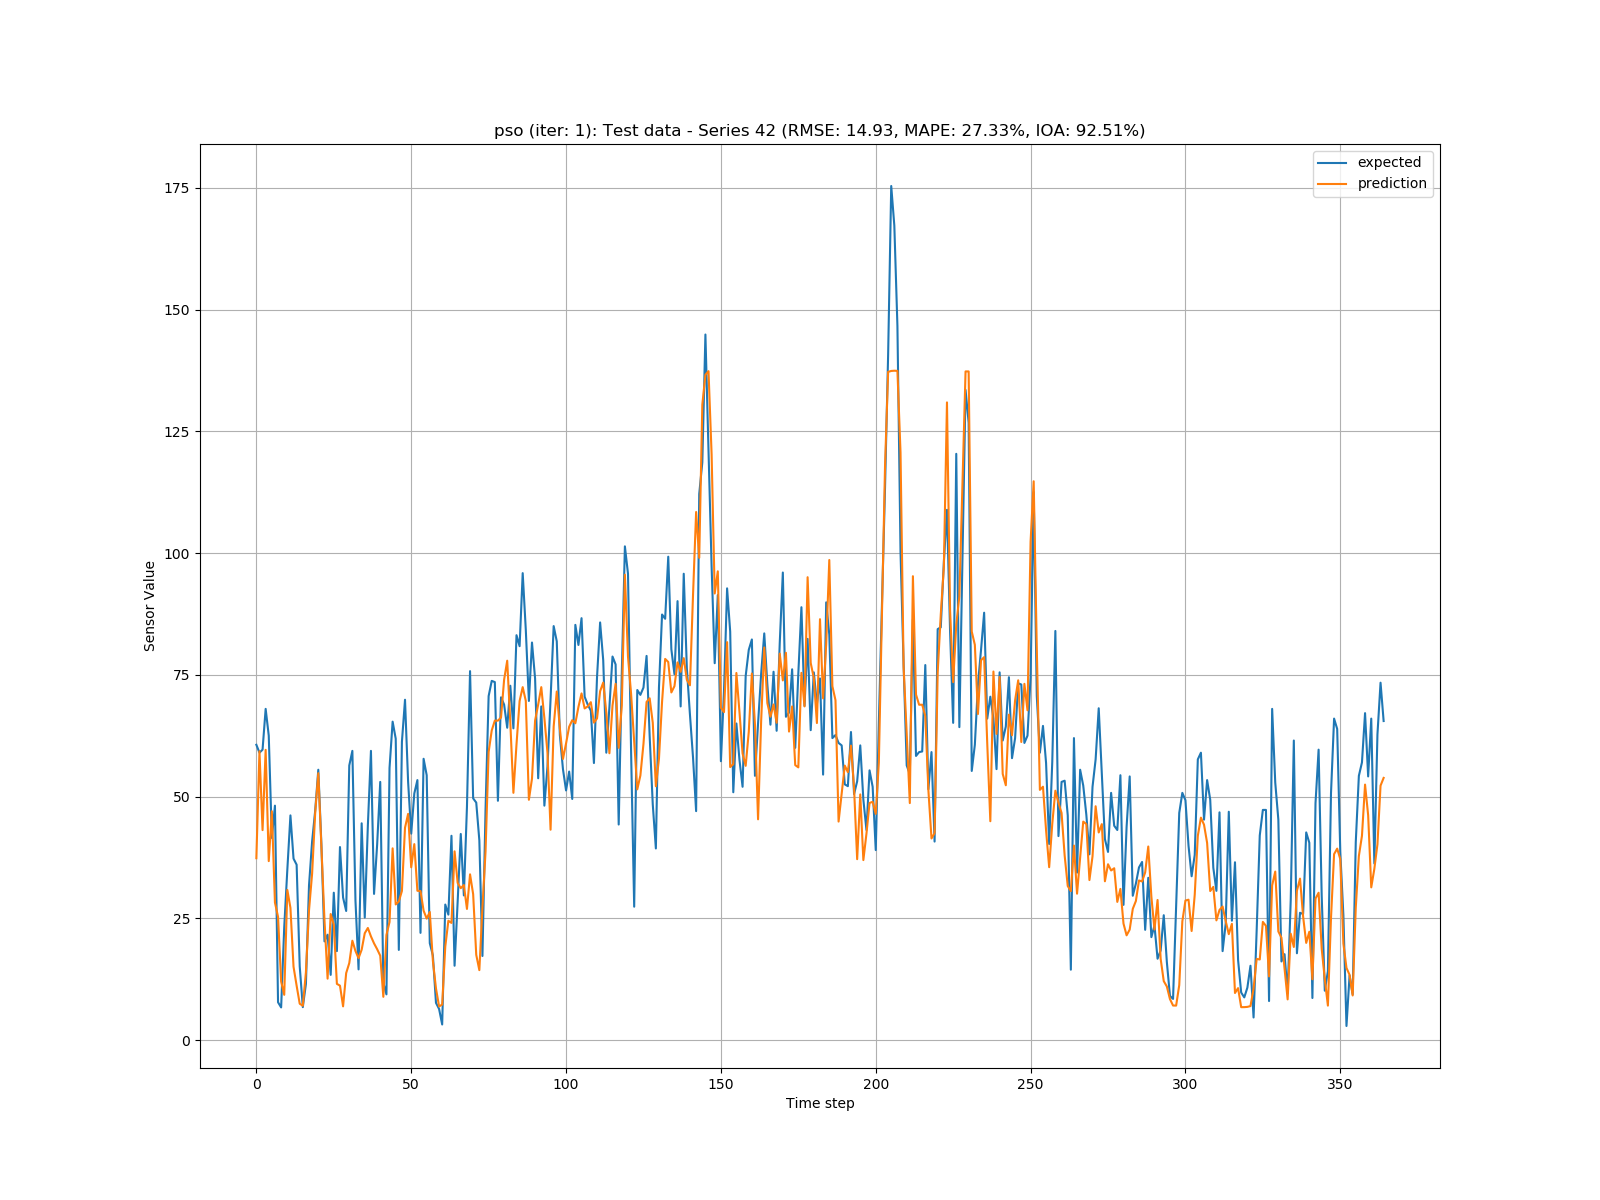 pso (iter: 1): Test data - Series 42 (RMSE: 14.93, MAPE: 27.33%, IOA: 92.51%)
expected
prediction
175
150
125
100
75
50
25
0
Sensor Value
0 50 100 150 200 250 300 350
Time step